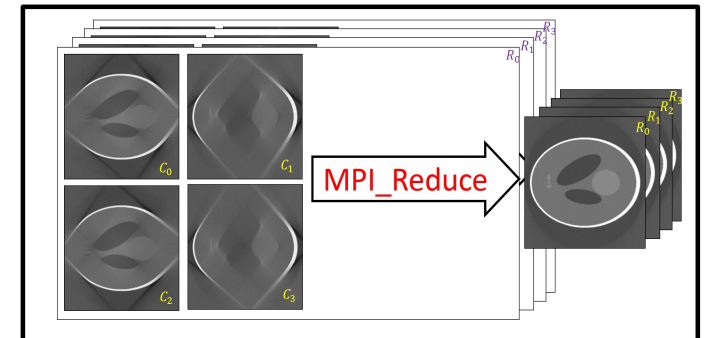 R₃
R₂
R₁
R₀
C₀
C₁
C₂
C₃
MPI_Reduce
R₃
R₂
R₁
R₀